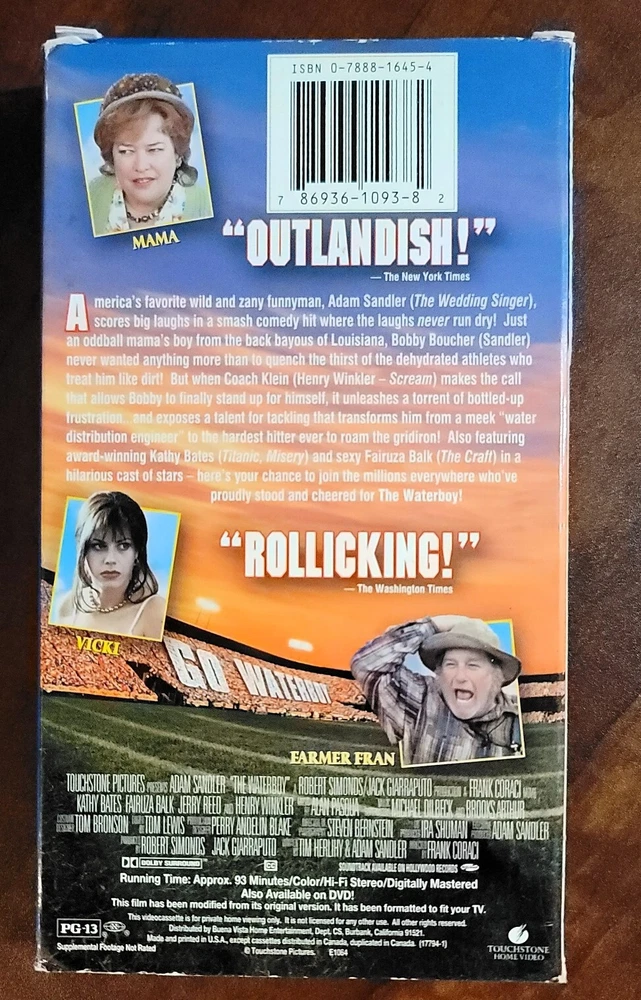 ISBN 0-7888-1645-4
7 86936-1093-8 2
MAMA
“OUTLANDISH!”
— The New York Times
America's favorite wild and zany funnyman, Adam Sandler (The Wedding Singer),
scores big laughs in a smash comedy hit where the laughs never run dry! Just
an oddball mama's boy from the back bayous of Louisiana, Bobby Boucher (Sandler)
never wanted anything more than to quench the thirst of the dehydrated athletes who
treat him like dirt! But when Coach Klein (Henry Winkler – Scream) makes the call
that allows Bobby to finally stand up for himself, it unleashes a torrent of bottled-up
frustration...and exposes a talent for tackling that transforms him from a meek "water
distribution engineer" to the hardest hitter ever to roam the gridiron! Also featuring
award-winning Kathy Bates (Titanic, Misery) and sexy Fairuza Balk (The Craft) in a
hilarious cast of stars – here's your chance to join the millions everywhere who've
proudly stood and cheered for The Waterboy!
“ROLLICKING!”
— The Washington Times
VICKI
GO WATERBOY
FARMER FRAN
TOUCHSTONE PICTURES PRESENTS ADAM SANDLER "THE WATERBOY" ROBERT SIMONDS/JACK GIARRAPUTO PRODUCTION A FRANK CORACI MOVIE
KATHY BATES FAIRUZA BALK JERRY REED AND HENRY WINKLER ALAN PASQUA MICHAEL DILBECK BROOKS ARTHUR
TOM BRONSON TOM LEWIS PERRY ANDELIN BLAKE STEVEN BERNSTEIN IRA SHUMAN ADAM SANDLER
ROBERT SIMONDS JACK GIARRAPUTO TIM HERLIHY & ADAM SANDLER FRANK CORACI
DOLBY SURROUND CC SOUNDTRACK AVAILABLE ON HOLLYWOOD RECORDS
Running Time: Approx. 93 Minutes/Color/Hi-Fi Stereo/Digitally Mastered
Also Available on DVD!
This film has been modified from its original version. It has been formatted to fit your TV.
This videocassette is for private home viewing only. It is not licensed for any other use. All other rights reserved.
Distributed by Buena Vista Home Entertainment, Dept. CS, Burbank, California 91521.
Made and printed in U.S.A., except cassettes distributed in Canada, duplicated in Canada. (17794-1)
© Touchstone Pictures. E1064
PG-13
Supplemental Footage Not Rated
TOUCHSTONE
HOME VIDEO